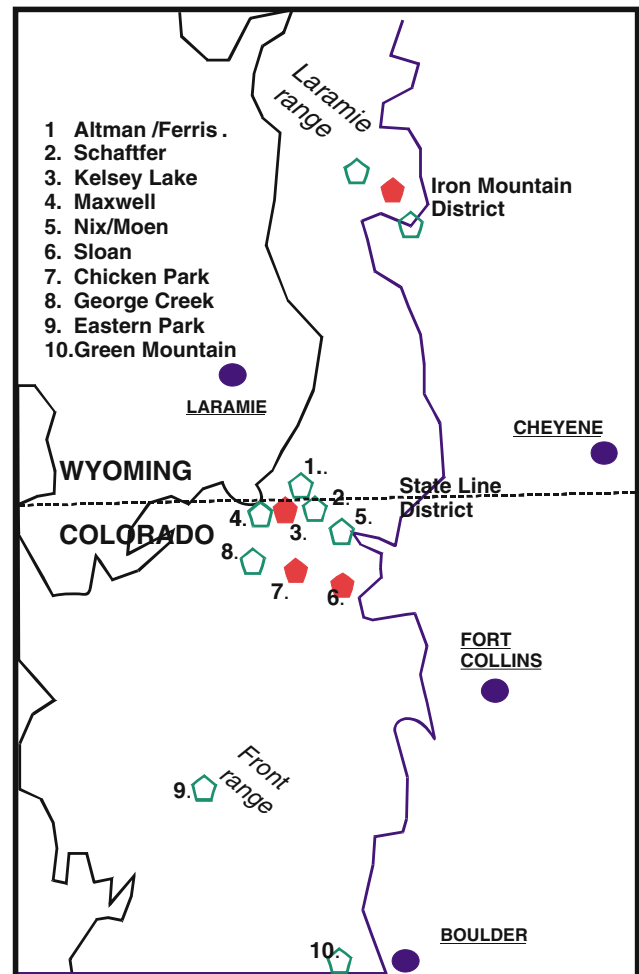 Laramie
range
1 Altman /Ferris .
2. Schaftfer
3. Kelsey Lake
4. Maxwell
5. Nix/Moen
6. Sloan
7. Chicken Park
8. George Creek
9. Eastern Park
10.Green Mountain
Iron Mountain
District
LARAMIE
CHEYENE
WYOMING
1..
State Line
District
2.
COLORADO
4.
3.
5.
8.
7.
6.
FORT
COLLINS
Front
range
9.
BOULDER
10.